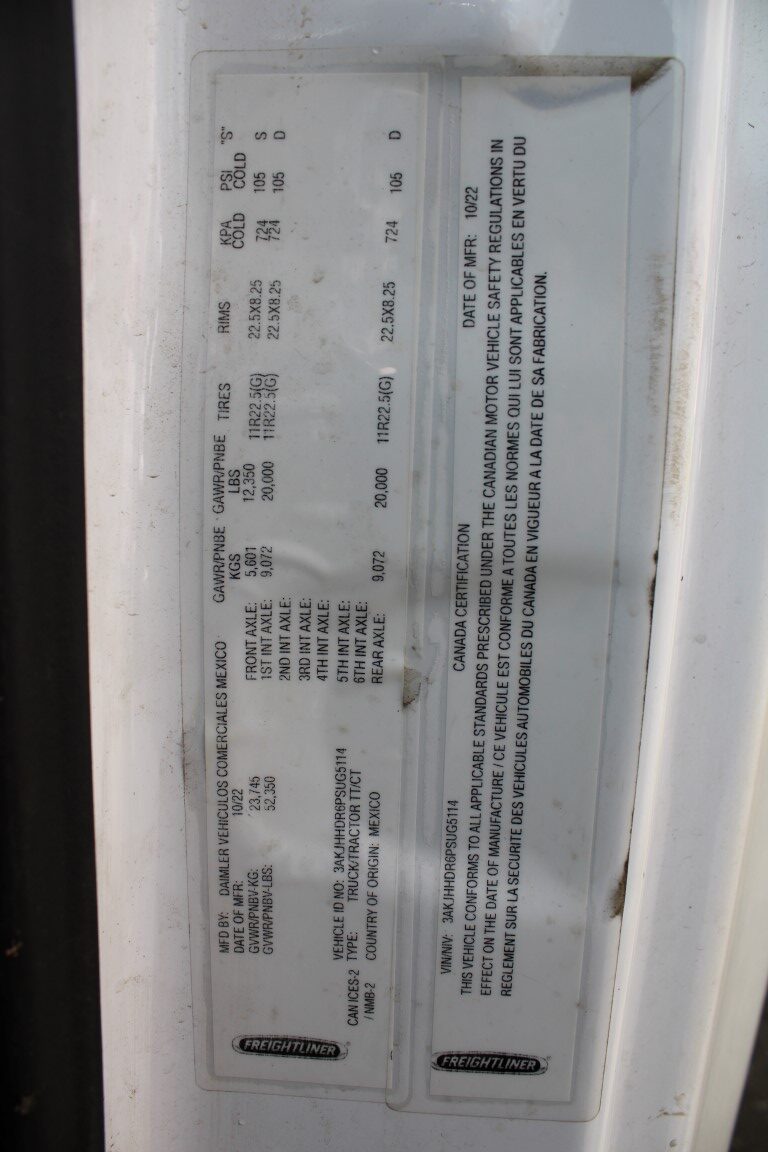 MFD BY: DAIMLER VEHICULOS COMERCIALES MEXICO
DATE OF MFR: 10/22
GVWR/PNBV-KG: 23,745
GVWR/PNBV-LBS: 52,350
GAWR/PNBE GAWR/PNBE TIRES RIMS KPA PSI "S"
KGS LBS COLD COLD
FRONT AXLE: 5,601 12,350 11R22.5(G) 22.5X8.25 724 105 S
1ST INT AXLE: 9,072 20,000 11R22.5(G) 22.5X8.25 724 105 D
2ND INT AXLE:
3RD INT AXLE:
4TH INT AXLE:
5TH INT AXLE:
6TH INT AXLE:
REAR AXLE: 9,072 20,000 11R22.5(G) 22.5X8.25 724 105 D
VEHICLE ID NO: 3AKJHHDR6PSUG5114
TYPE: TRUCK/TRACTOR TT/CT
COUNTRY OF ORIGIN: MEXICO
CAN ICES-2
/ NMB-2
FREIGHTLINER
CANADA CERTIFICATION
VIN/NIV: 3AKJHHDR6PSUG5114 DATE OF MFR: 10/22
THIS VEHICLE CONFORMS TO ALL APPLICABLE STANDARDS PRESCRIBED UNDER THE CANADIAN MOTOR VEHICLE SAFETY REGULATIONS IN
EFFECT ON THE DATE OF MANUFACTURE / CE VEHICULE EST CONFORME A TOUTES LES NORMES QUI LUI SONT APPLICABLES EN VERTU DU
REGLEMENT SUR LA SECURITE DES VEHICULES AUTOMOBILES DU CANADA EN VIGUEUR A LA DATE DE SA FABRICATION.
FREIGHTLINER